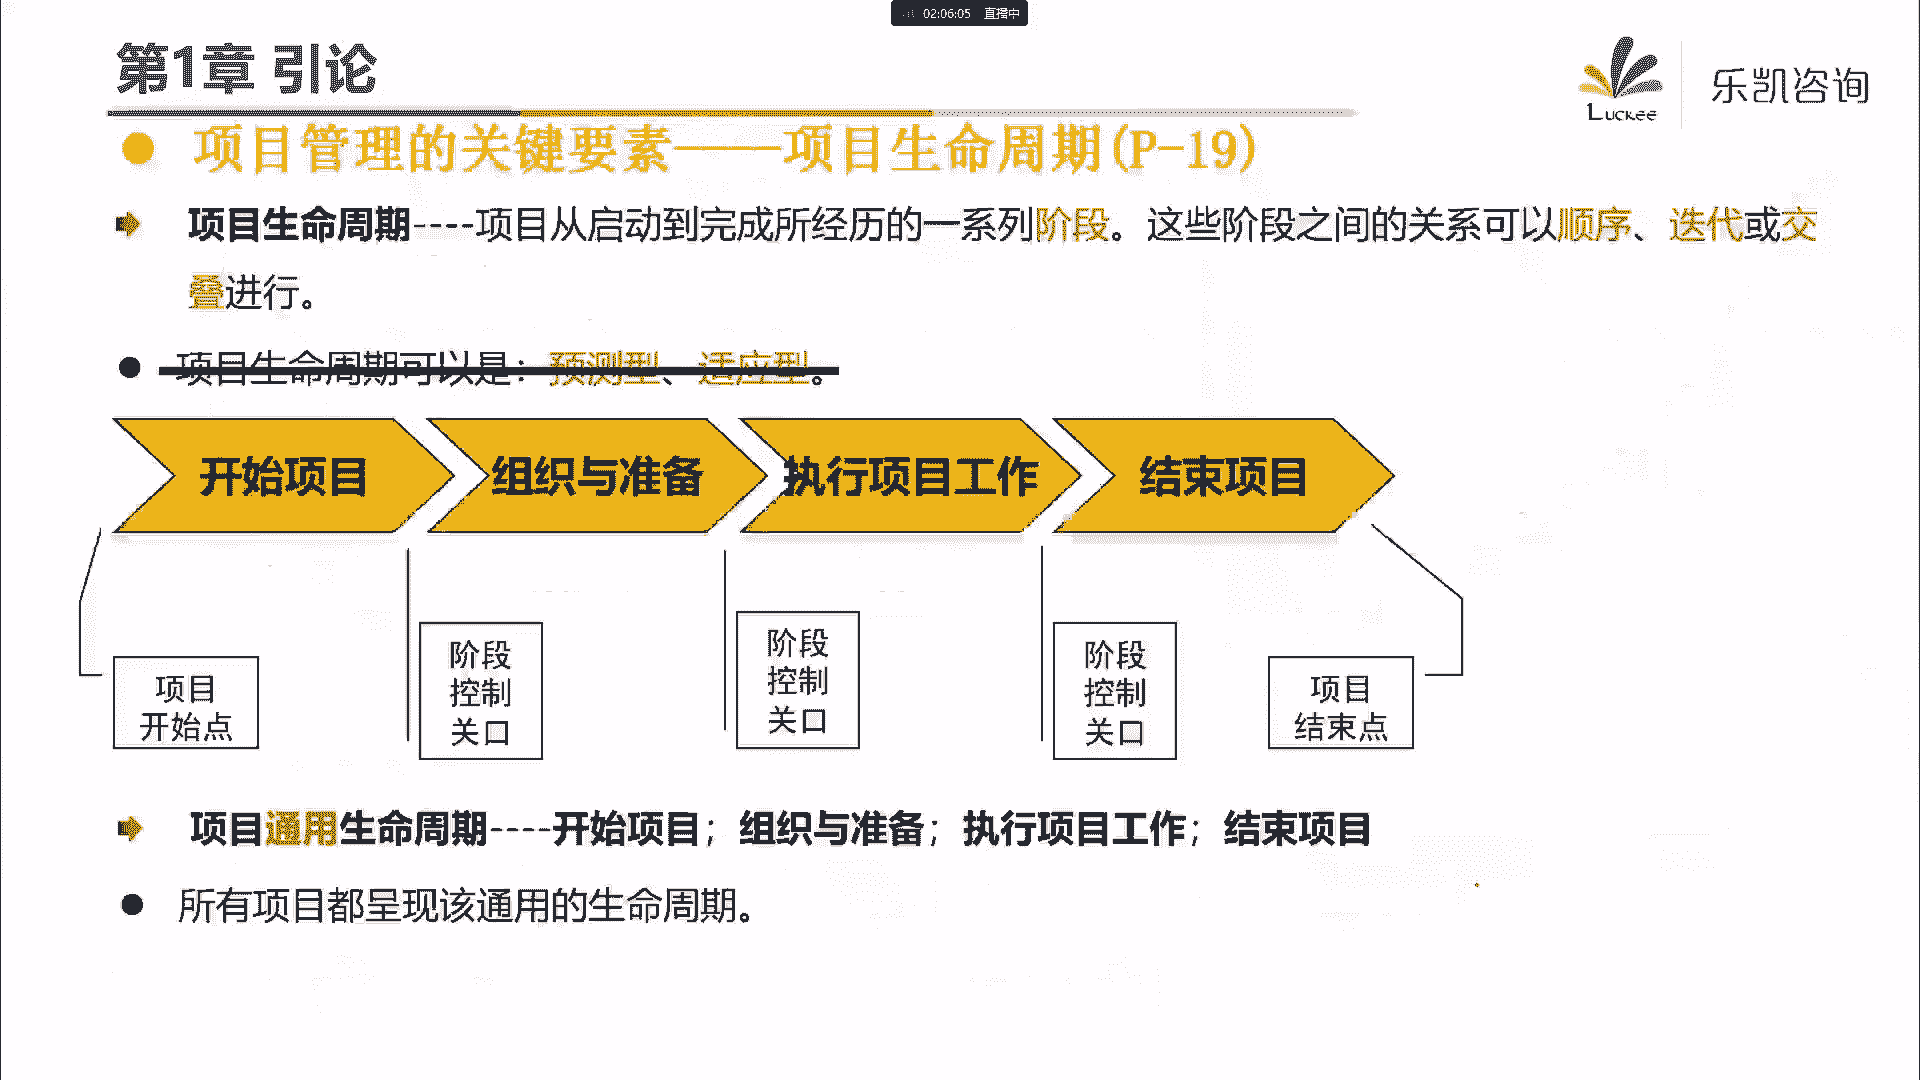 02:06:05 直播中
第1章 引论
Luckee
乐凯咨询
项目管理的关键要素——项目生命周期(P-19)
项目生命周期----项目从启动到完成所经历的一系列阶段。这些阶段之间的关系可以顺序、迭代或交
叠进行。
项目生命周期可以是：预测型、适应型。
开始项目
组织与准备
执行项目工作
结束项目
项目
开始点
阶段
控制
关口
阶段
控制
关口
阶段
控制
关口
项目
结束点
项目通用生命周期----开始项目；组织与准备；执行项目工作；结束项目
所有项目都呈现该通用的生命周期。